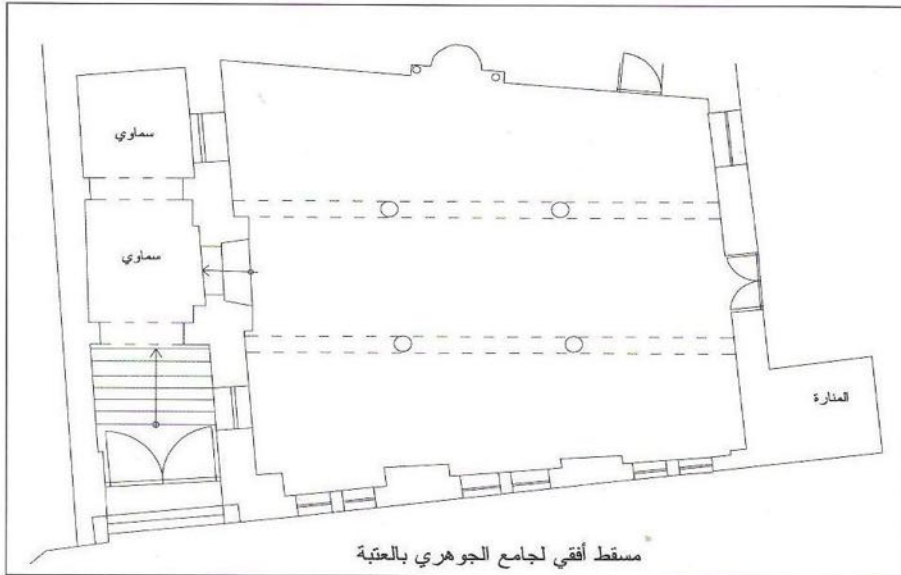 سماوي
سماوي
المنارة
مسقط أفقي لجامع الجوهري بالعتبة